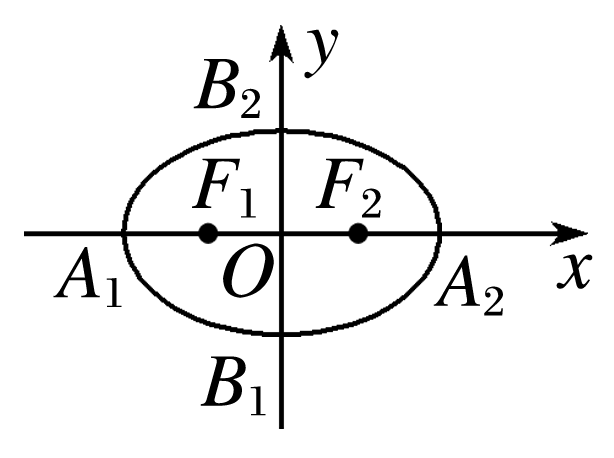 y
B₂
F₁ F₂
A₁ O A₂ x
B₁